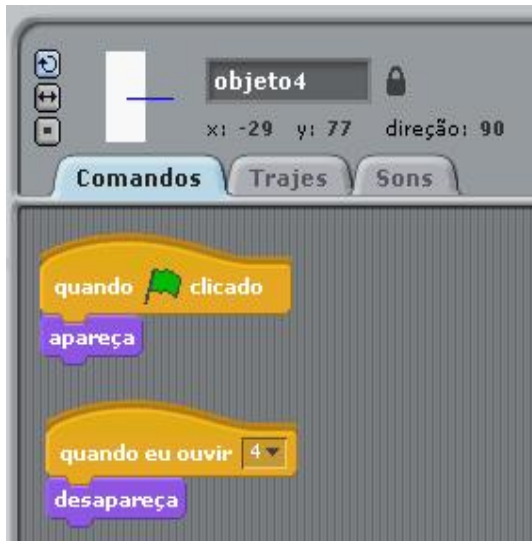 objeto4
x: -29 y: 77 direção: 90
Comandos Trajes Sons
quando clicado
apareça
quando eu ouvir 4
desapareça